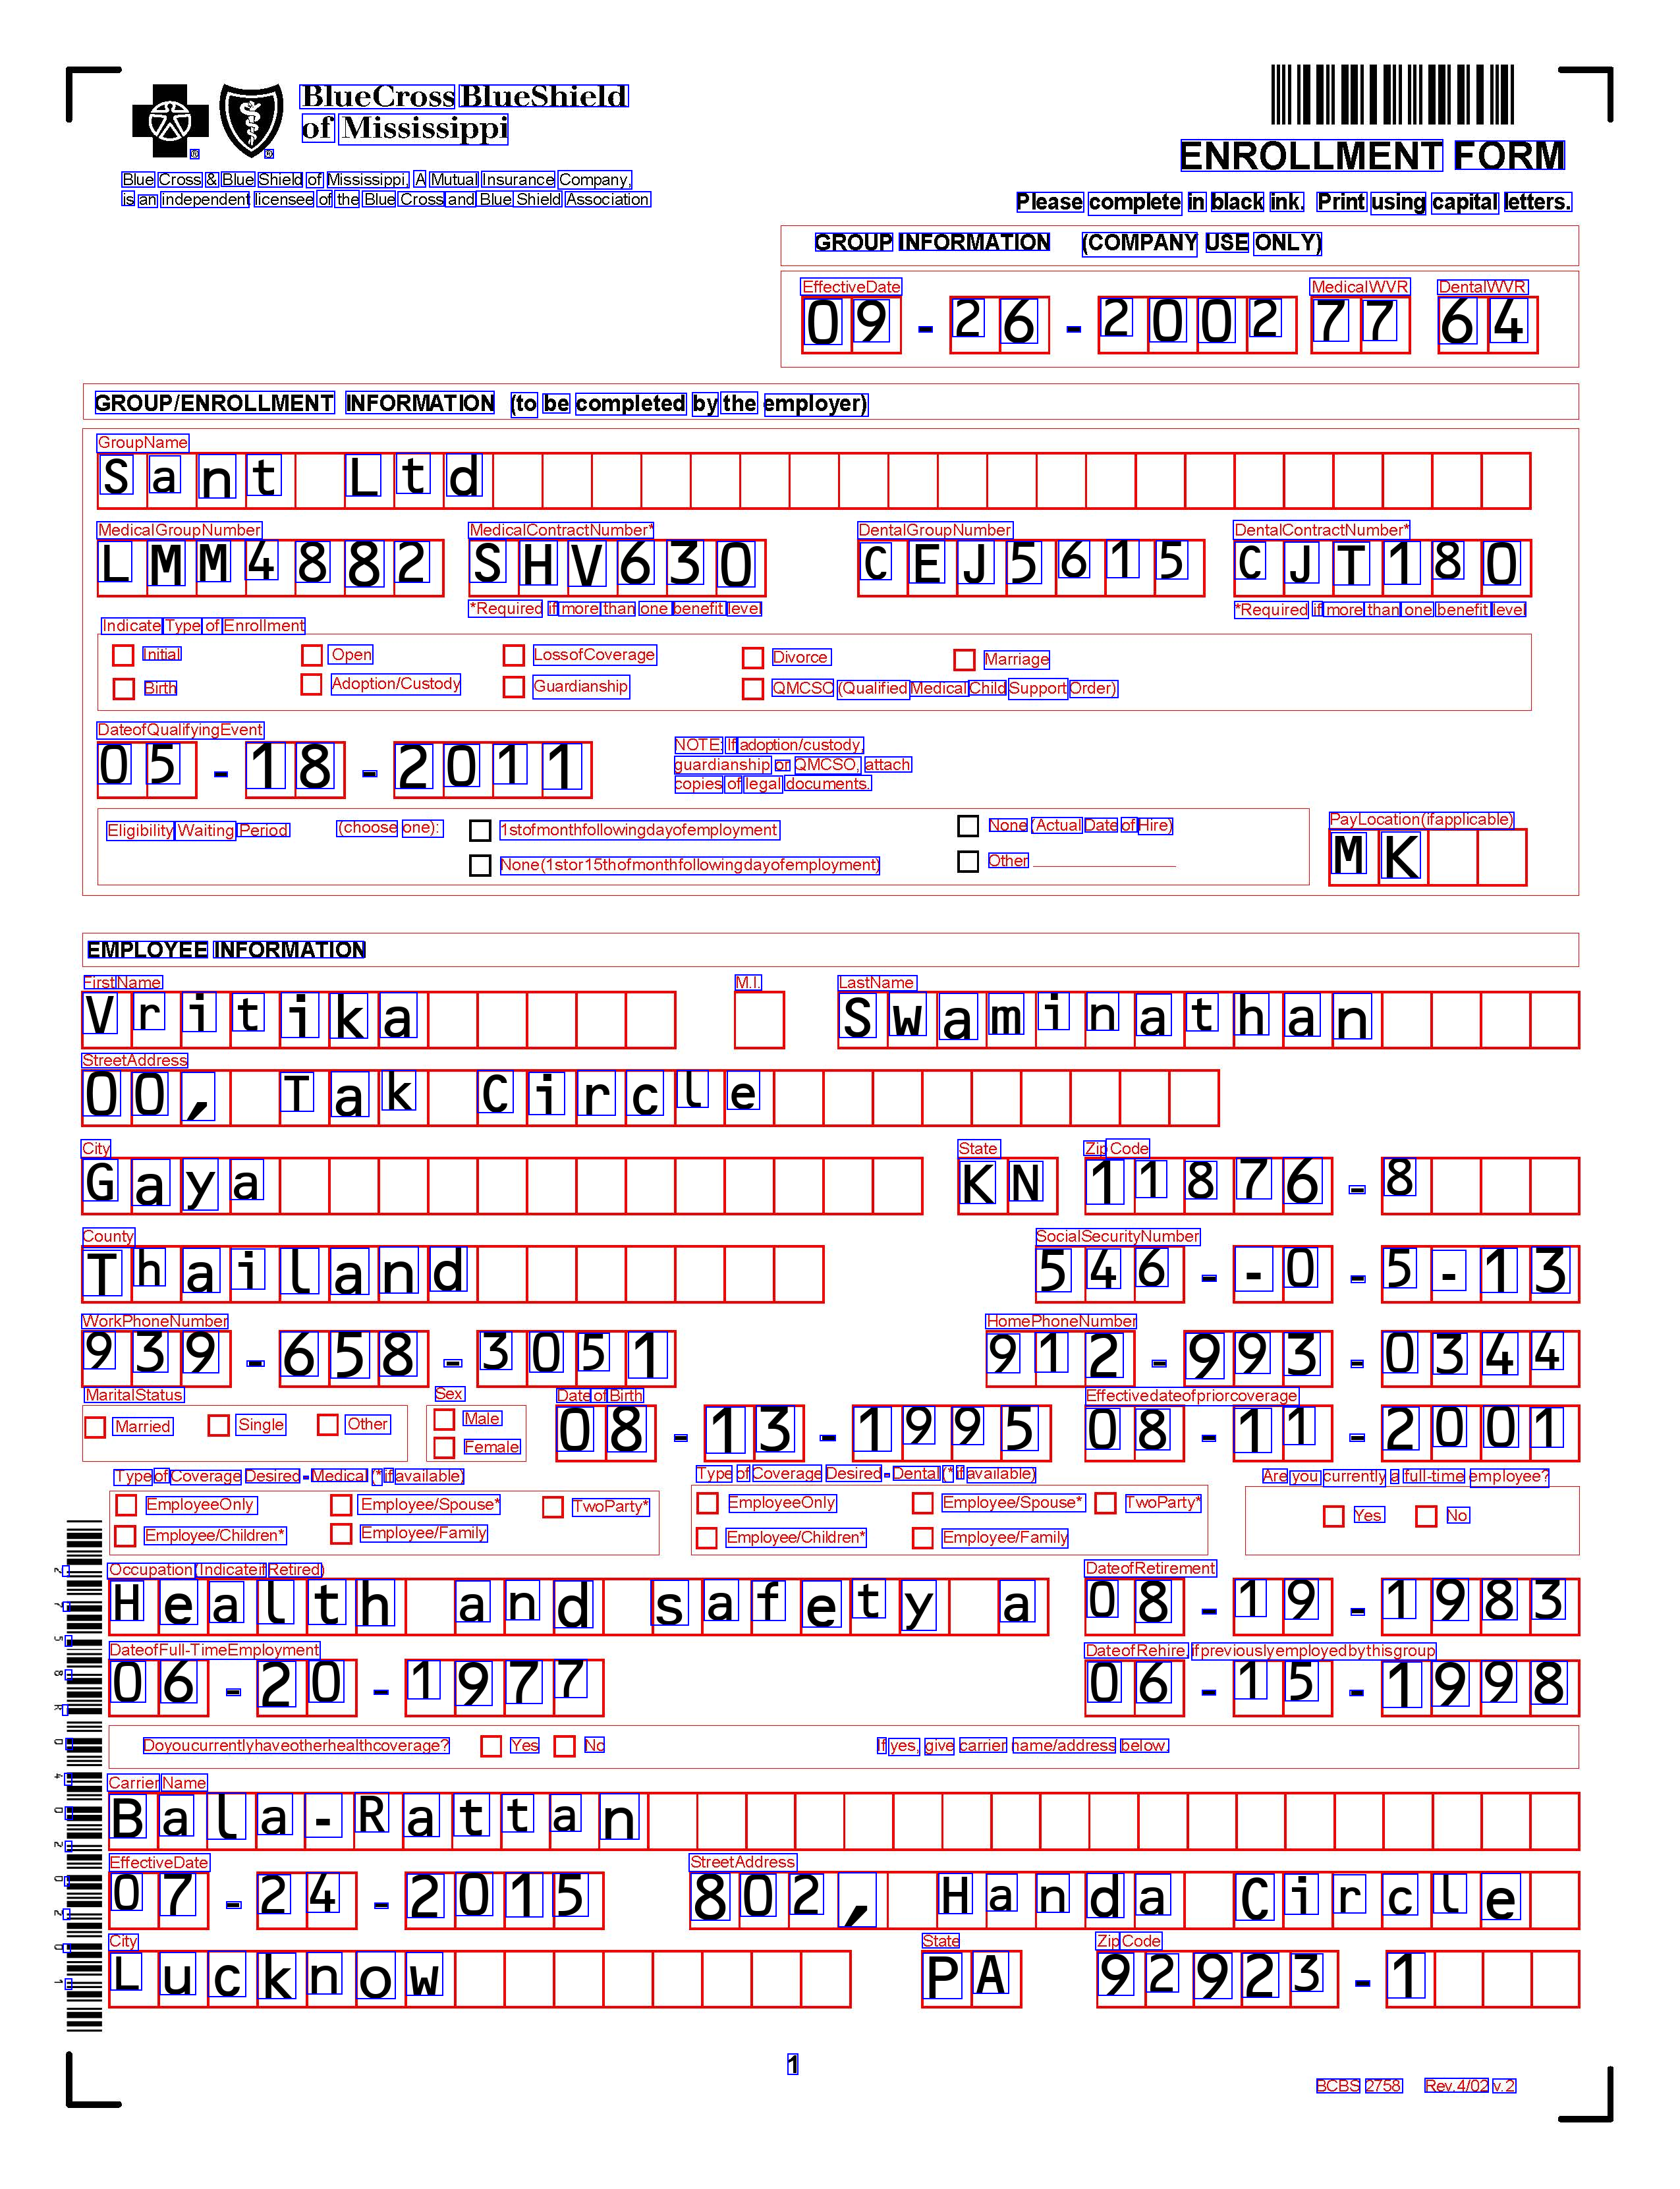 BlueCross BlueShield
of Mississippi
® ®
Blue Cross & Blue Shield of Mississippi, A Mutual Insurance Company,
is an independent licensee of the Blue Cross and Blue Shield Association
ENROLLMENT FORM
Please complete in black ink. Print using capital letters.
GROUP INFORMATION (COMPANY USE ONLY)
EffectiveDate MedicalWVR DentalWVR
09-26-2002 77 64
GROUP/ENROLLMENT INFORMATION (to be completed by the employer)
GroupName
Sant Ltd
MedicalGroupNumber MedicalContractNumber* DentalGroupNumber DentalContractNumber*
LMM4882 SHV630 CEJ5615 CJT180
*Required if more than one benefit level *Required if more than one benefit level
Indicate Type of Enrollment
Initial Open LossofCoverage Divorce Marriage
Birth Adoption/Custody Guardianship QMCSO (Qualified Medical Child Support Order)
DateofQualifyingEvent
05-18-2011
NOTE: If adoption/custody,
guardianship or QMCSO, attach
copies of legal documents.
Eligibility Waiting Period (choose one): 1stofmonthfollowingdayofemployment None (Actual Date of Hire)
None(1stor15thofmonthfollowingdayofemployment) Other
PayLocation(ifapplicable)
MK
EMPLOYEE INFORMATION
FirstName M.I. LastName
Vritika Swaminathan
StreetAddress
00, Tak Circle
City State Zip Code
Gaya KN 11876-8
County SocialSecurityNumber
Thailand 546--0-5-13
WorkPhoneNumber HomePhoneNumber
939-658-3051 912-993-0344
MaritalStatus Sex Date of Birth Effectivedateofpriorcoverage
Married Single Other Male Female 08-13-1995 08-11-2001
Type of Coverage Desired - Medical (* if available) Type of Coverage Desired - Dental (* if available) Are you currently a full-time employee?
EmployeeOnly Employee/Spouse* TwoParty* EmployeeOnly Employee/Spouse* TwoParty* Yes No
Employee/Children* Employee/Family Employee/Children* Employee/Family
Occupation (Indicateif Retired) DateofRetirement
Health and safety a 08-19-1983
DateofFull-TimeEmployment DateofRehire, ifpreviouslyemployedbythisgroup
06-20-1977 06-15-1998
Doyoucurrentlyhaveotherhealthcoverage? Yes No If yes, give carrier name/address below.
Carrier Name
Bala-Rattan
EffectiveDate StreetAddress
07-24-2015 802, Handa Circle
City State Zip Code
Lucknow PA 92923-1
1
BCBS 2758 Rev.4/02 v.2